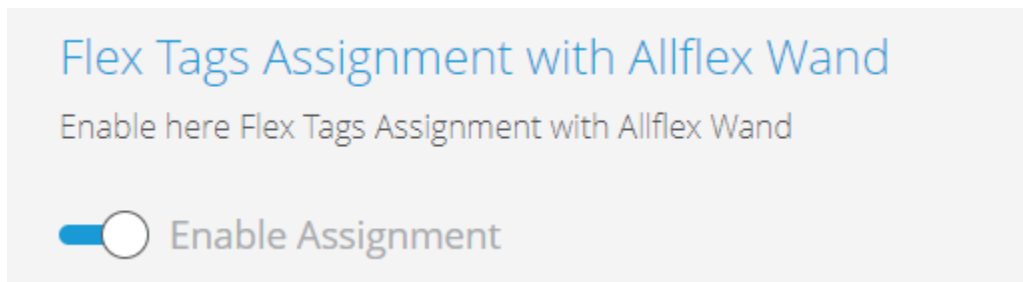 Flex Tags Assignment with Allflex Wand
Enable here Flex Tags Assignment with Allflex Wand
Enable Assignment